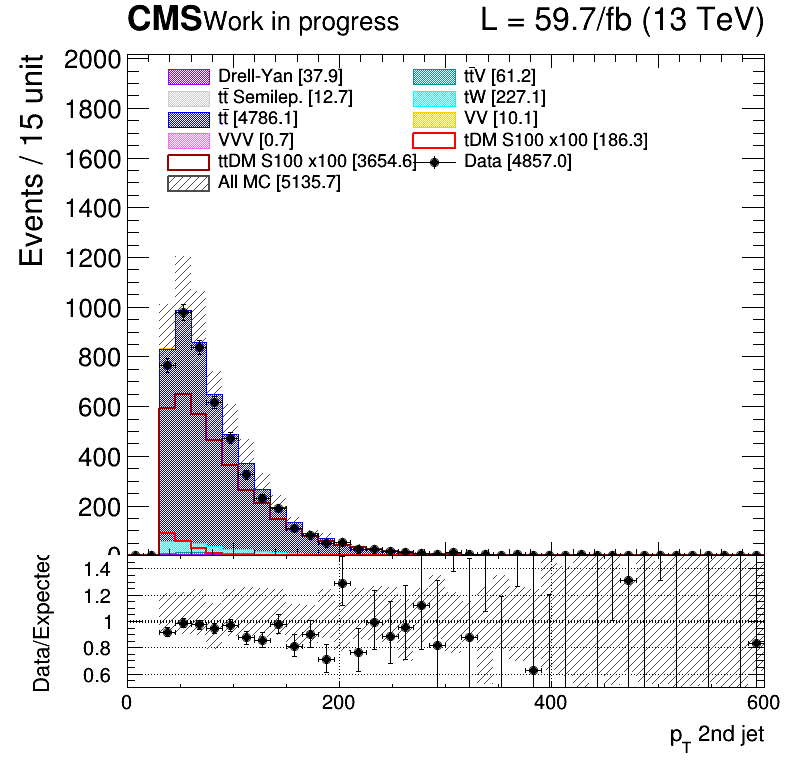 CMS Work in progress L = 59.7/fb (13 TeV)
Events / 15 unit
2000
1800
1600
1400
1200
1000
800
600
400
200
0
Drell-Yan [37.9] tt̄V [61.2]
tt̄ Semilep. [12.7] tW [227.1]
tt̄ [4786.1] VV [10.1]
VVV [0.7] tDM S100 x100 [186.3]
ttDM S100 x100 [3654.6] Data [4857.0]
All MC [5135.7]
Data/Expected
1.4
1.2
1
0.8
0.6
0 200 400 600
p_T 2nd jet